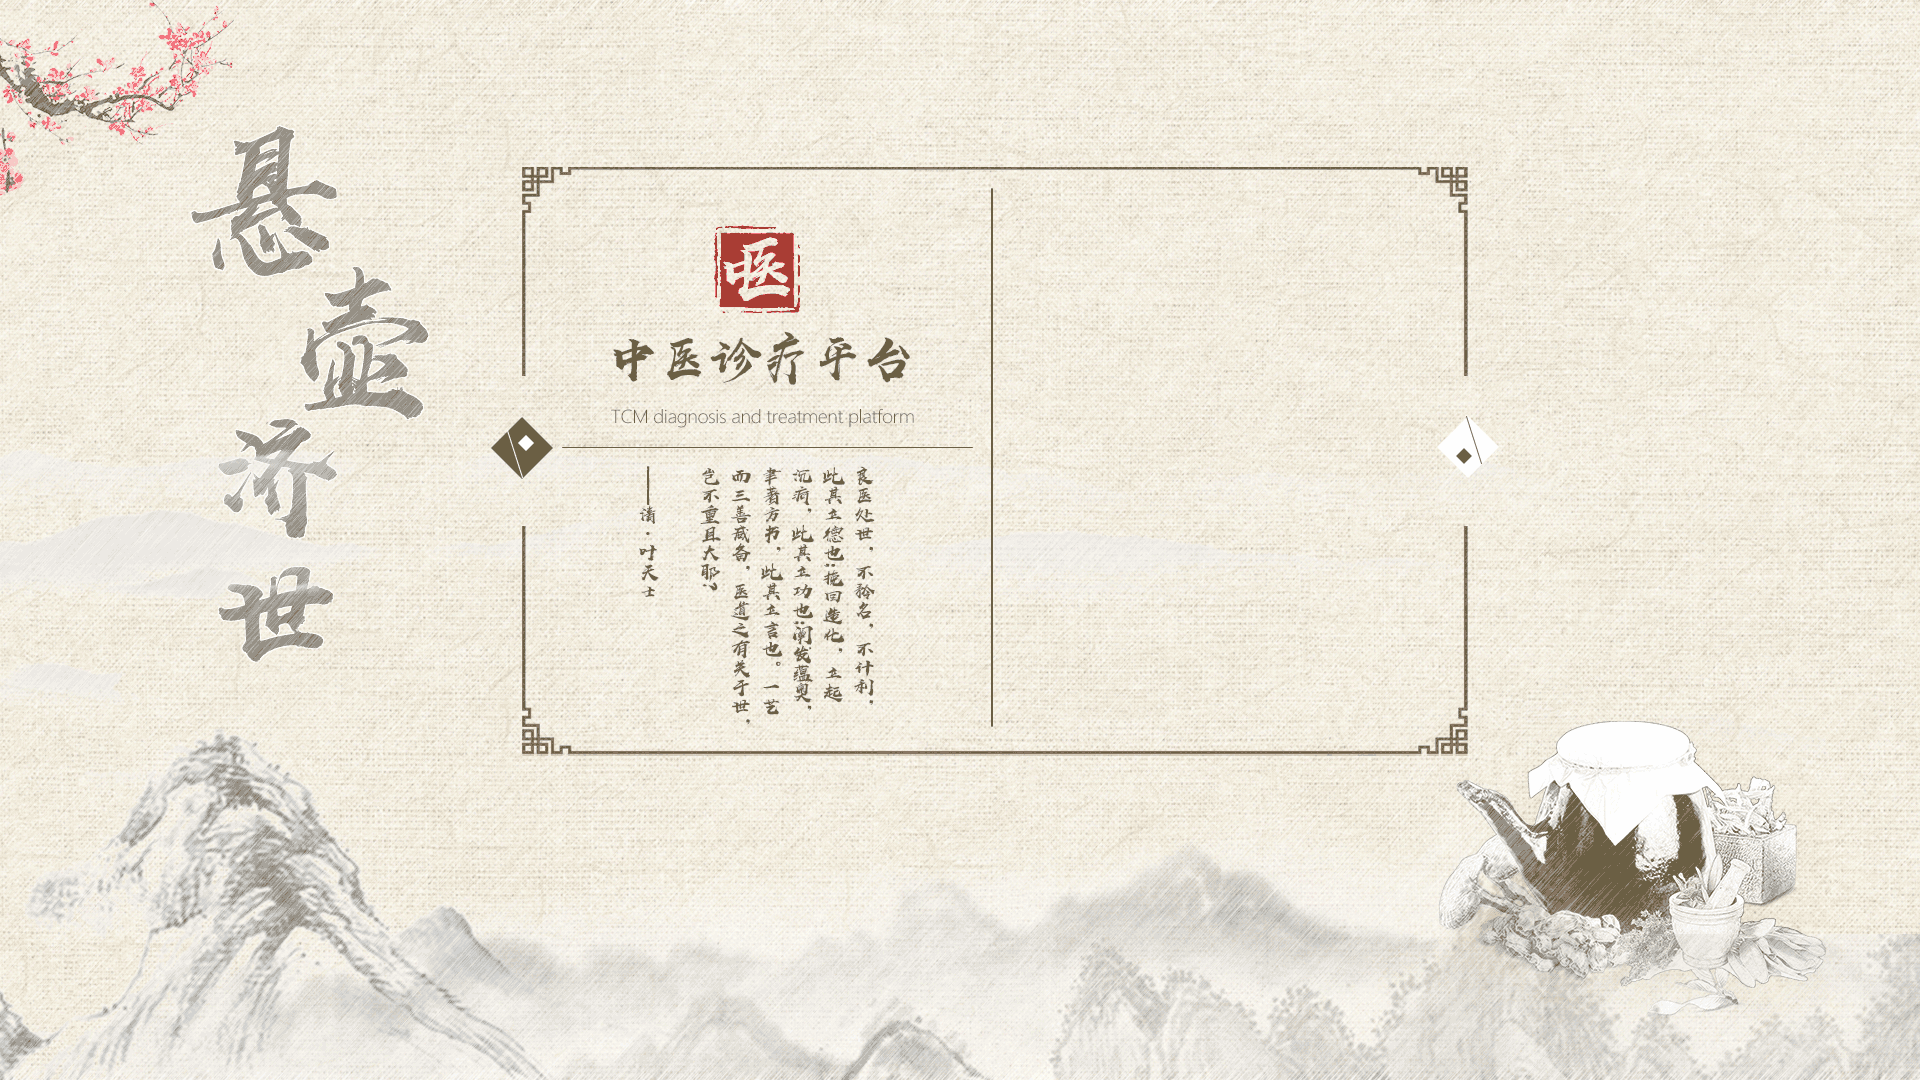 悬壶济世
中医
中医诊疗平台
TCM diagnosis and treatment platform
良医处世，不矜名，不计利，
此其立德也；挽回造化，立起
沉疴，此其立功也；阐发蕴奥，
聿著方书，此其立言也。一艺
而三善咸备，医道之有关于世，
岂不重且大耶？
——清·叶天士